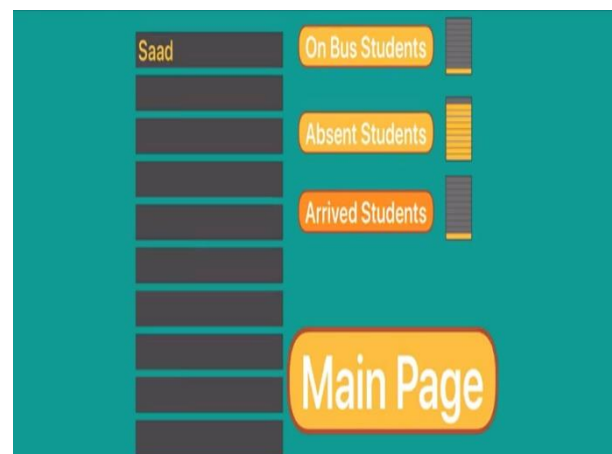 Saad
On Bus Students
Absent Students
Arrived Students
Main Page